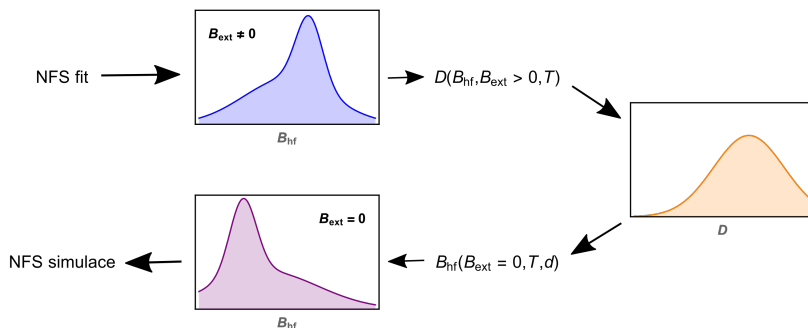 NFS fit
B_ext ≠ 0
B_hf
D(B_hf,B_ext > 0,T)
D
B_hf(B_ext = 0,T,d)
B_ext = 0
B_hf
NFS simulace